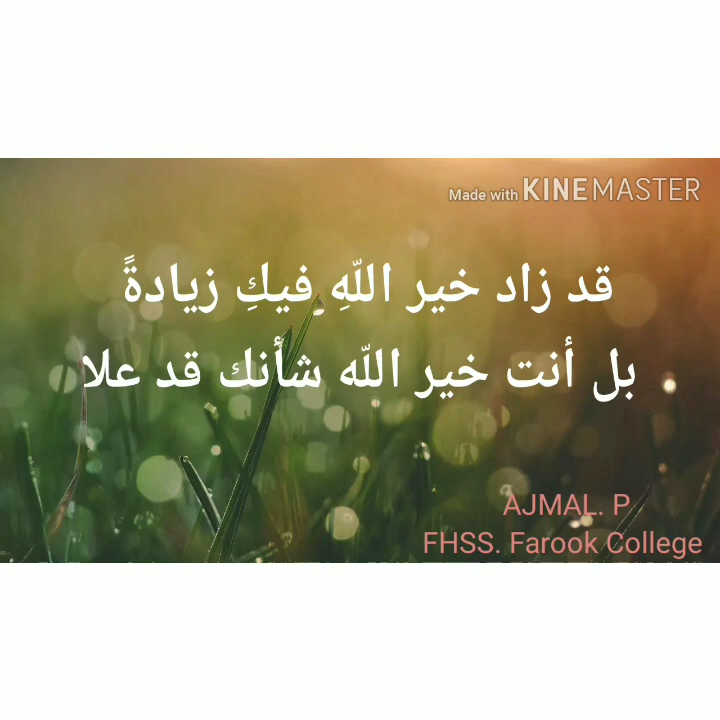 Made with KINEMASTER
قد زاد خير اللّهِ فيكِ زيادةً
بل أنت خير اللّه شأنك قد علا
AJMAL. P
FHSS. Farook College